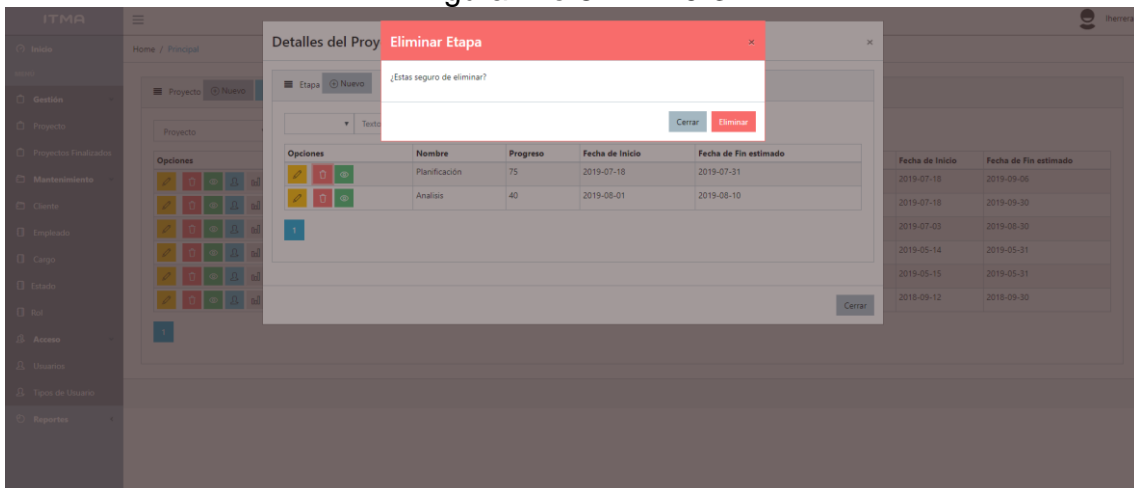 ITMA
lherrera
Inicio
Home / Principal
Gestión
Proyecto
Proyectos Finalizados
Mantenimiento
Cliente
Empleado
Cargo
Estado
Rol
Acceso
Usuarios
Tipos de Usuario
Reportes
Proyecto Nuevo
Proyecto
Opciones
1
Detalles del Proy
×
Etapa Nuevo
Texto
Opciones Nombre Progreso Fecha de Inicio Fecha de Fin estimado
Planificación 75 2019-07-18 2019-07-31
Analisis 40 2019-08-01 2019-08-10
1
Cerrar
Eliminar Etapa ×
¿Estas seguro de eliminar?
Cerrar Eliminar
Fecha de Inicio Fecha de Fin estimado
2019-07-18 2019-09-06
2019-07-18 2019-09-30
2019-07-03 2019-08-30
2019-05-14 2019-05-31
2019-05-15 2019-05-31
2018-09-12 2018-09-30